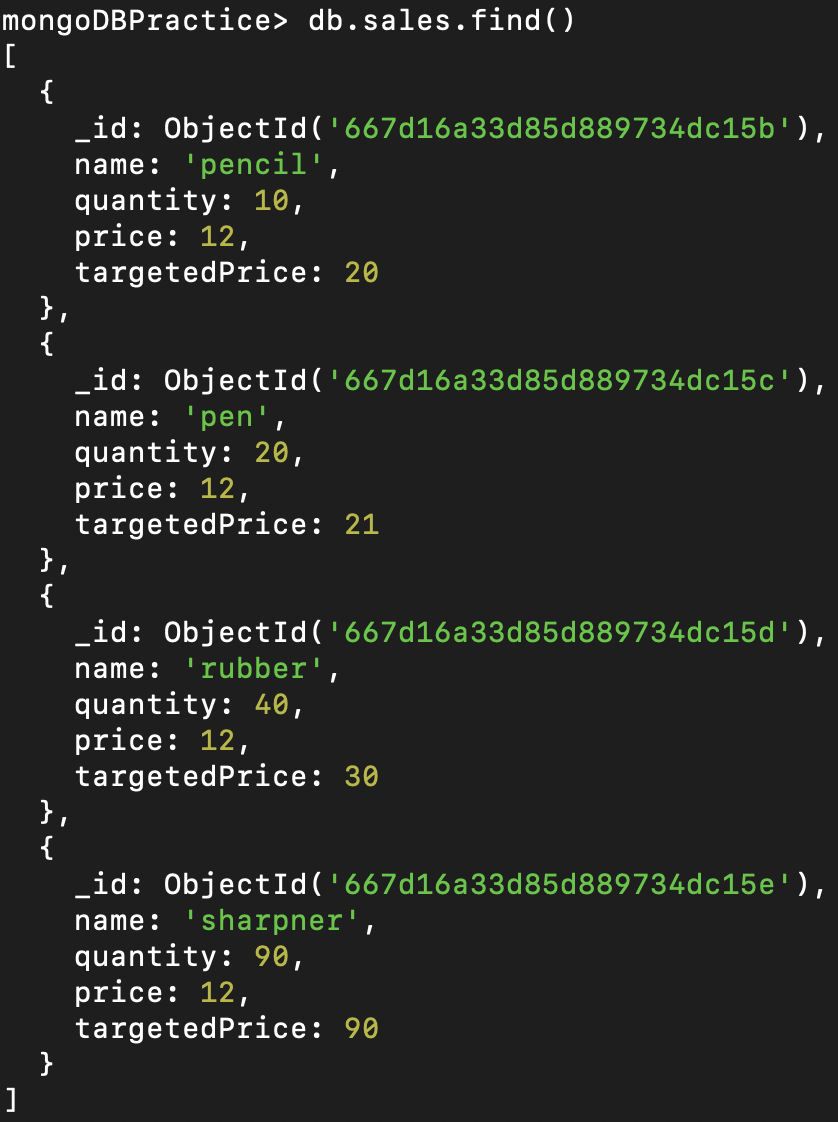 mongoDBPractice> db.sales.find()
[
  {
    _id: ObjectId('667d16a33d85d889734dc15b'),
    name: 'pencil',
    quantity: 10,
    price: 12,
    targetedPrice: 20
  },
  {
    _id: ObjectId('667d16a33d85d889734dc15c'),
    name: 'pen',
    quantity: 20,
    price: 12,
    targetedPrice: 21
  },
  {
    _id: ObjectId('667d16a33d85d889734dc15d'),
    name: 'rubber',
    quantity: 40,
    price: 12,
    targetedPrice: 30
  },
  {
    _id: ObjectId('667d16a33d85d889734dc15e'),
    name: 'sharpner',
    quantity: 90,
    price: 12,
    targetedPrice: 90
  }
]